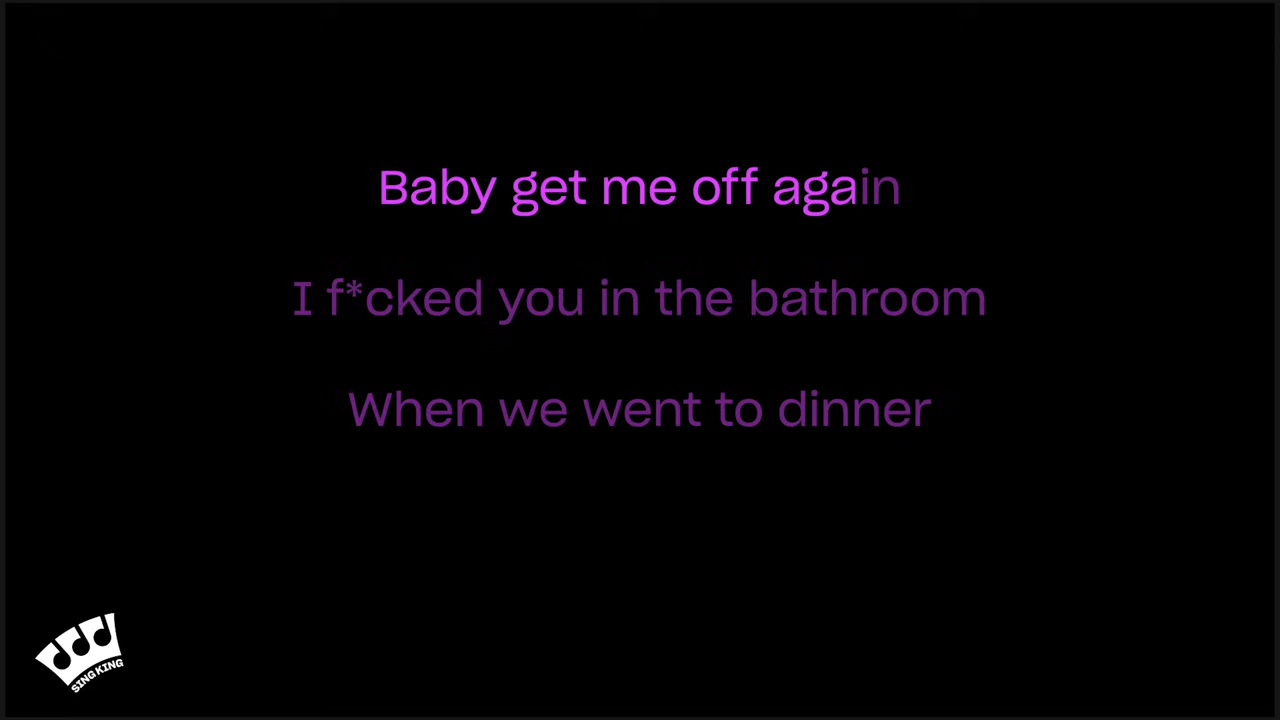 Baby get me off again
I f*cked you in the bathroom
When we went to dinner
SING KING